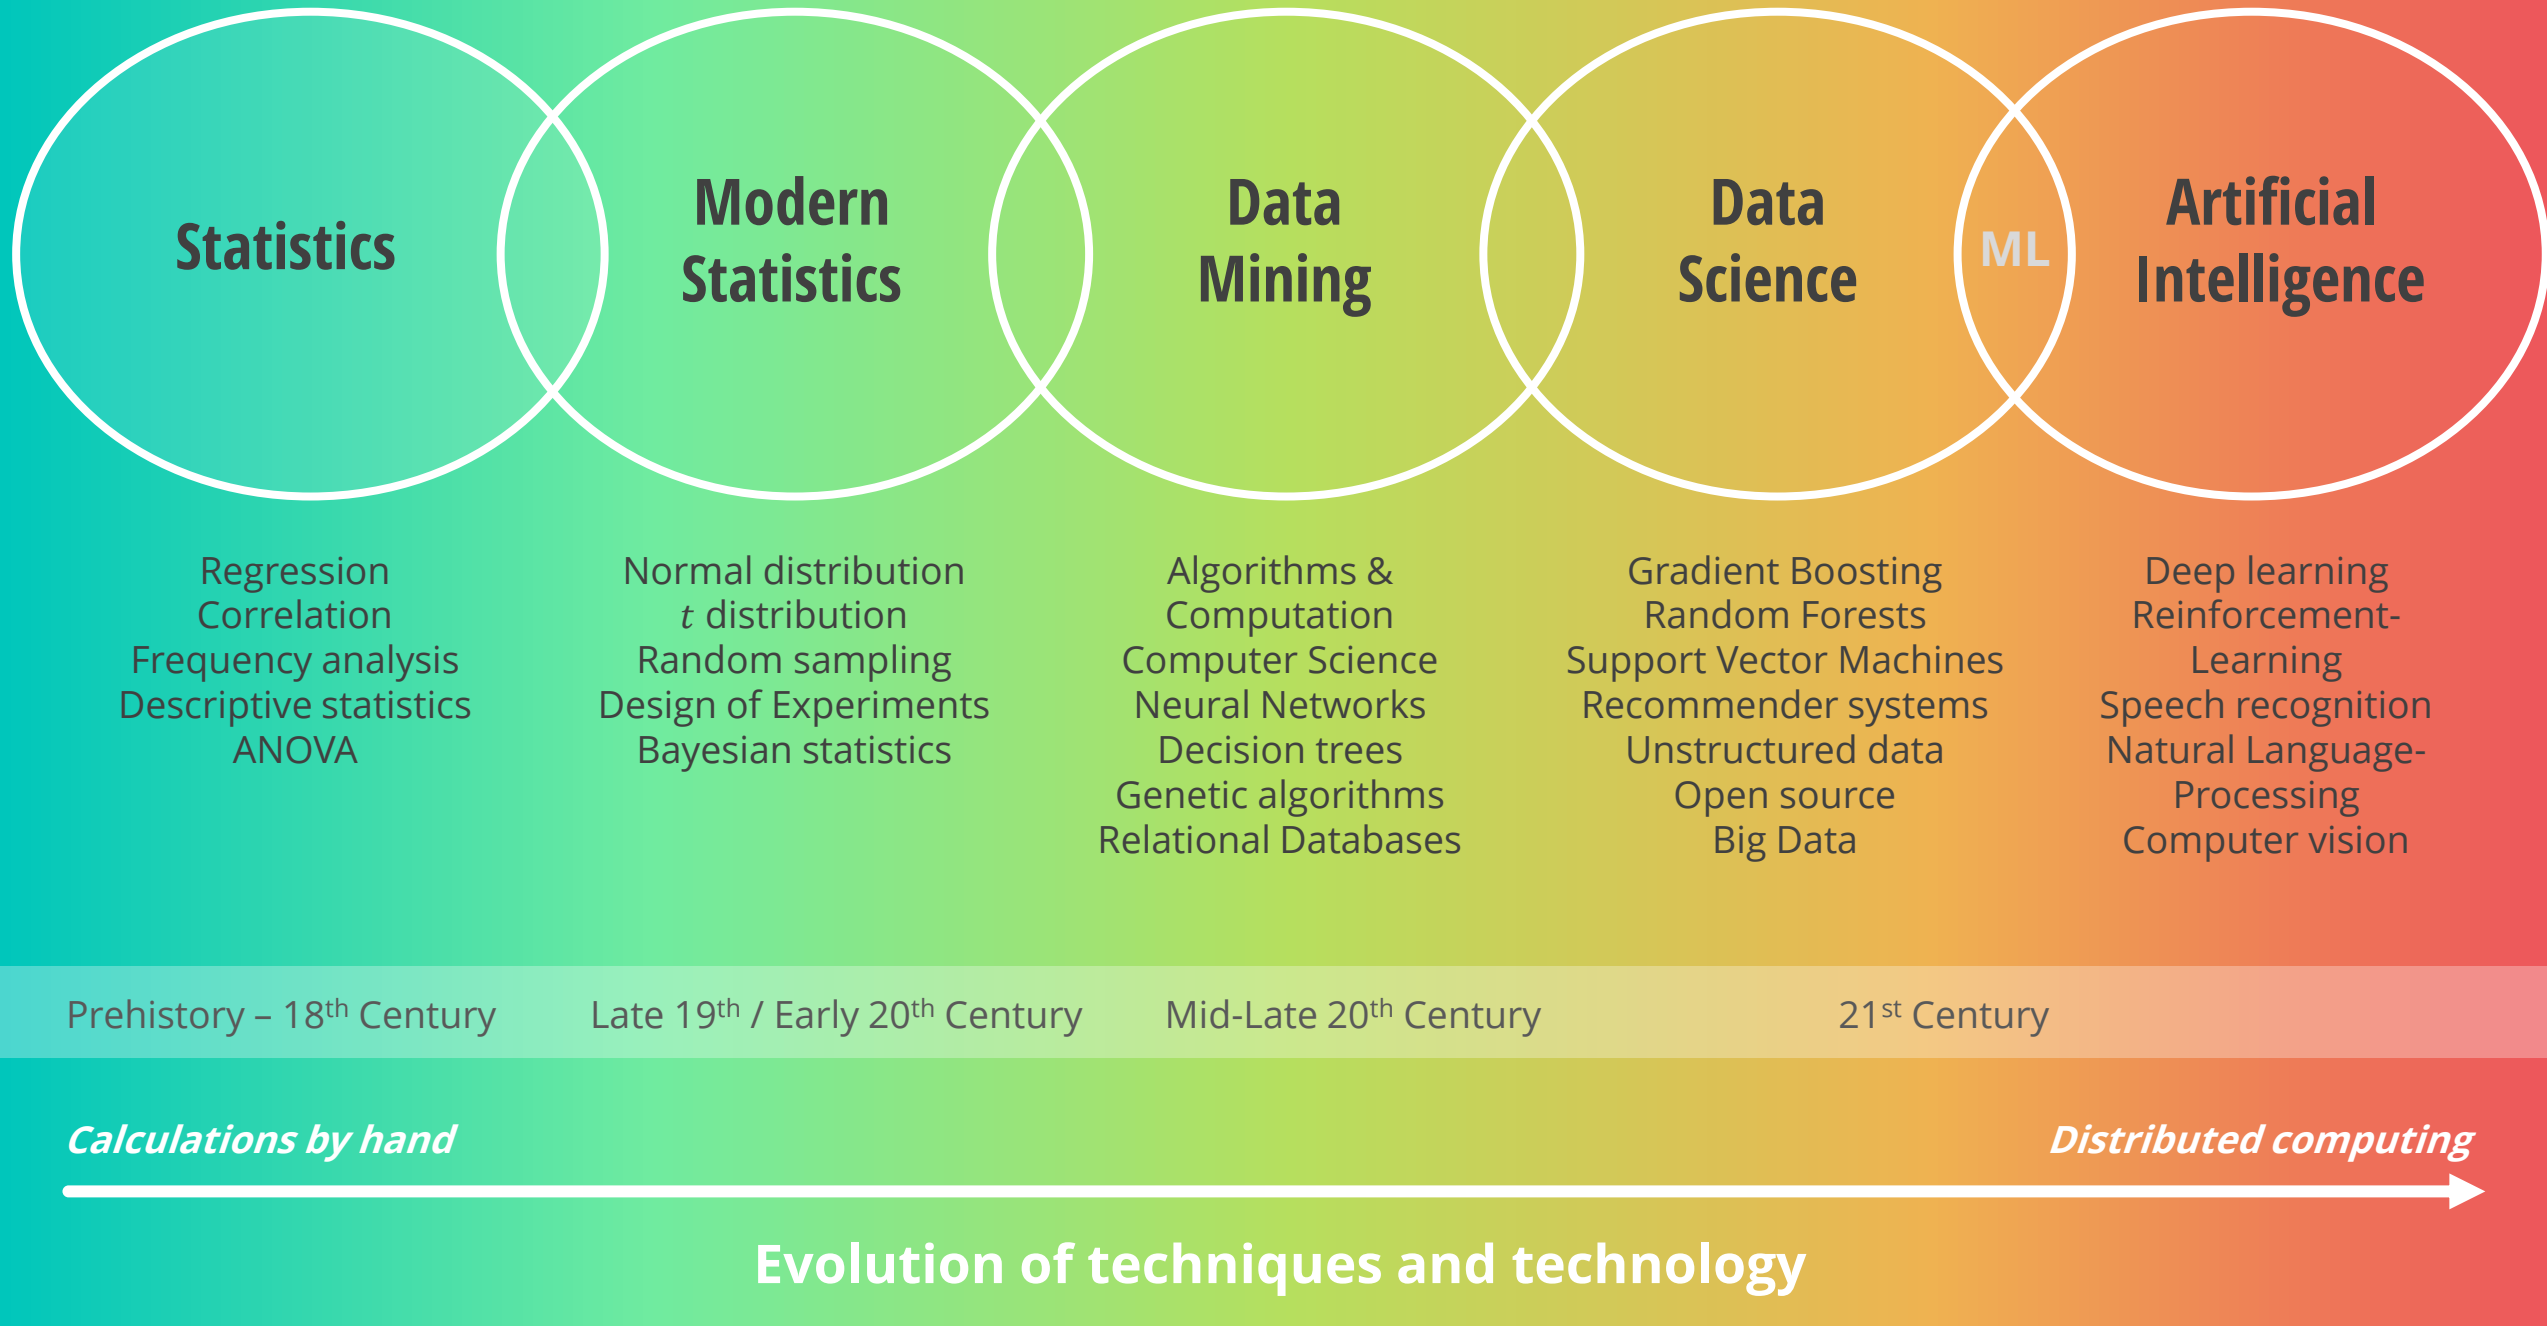 Statistics
Modern
Statistics
Data
Mining
Data
Science
ML
Artificial
Intelligence
Regression
Correlation
Frequency analysis
Descriptive statistics
ANOVA
Normal distribution
t distribution
Random sampling
Design of Experiments
Bayesian statistics
Algorithms &
Computation
Computer Science
Neural Networks
Decision trees
Genetic algorithms
Relational Databases
Gradient Boosting
Random Forests
Support Vector Machines
Recommender systems
Unstructured data
Open source
Big Data
Deep learning
Reinforcement-
Learning
Speech recognition
Natural Language-
Processing
Computer vision
Prehistory – 18th Century
Late 19th / Early 20th Century
Mid-Late 20th Century
21st Century
Calculations by hand
Distributed computing
Evolution of techniques and technology